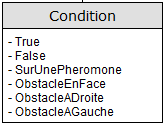 Condition
- True
- False
- SurUnePheromone
- ObstacleEnFace
- ObstacleADroite
- ObstacleAGauche